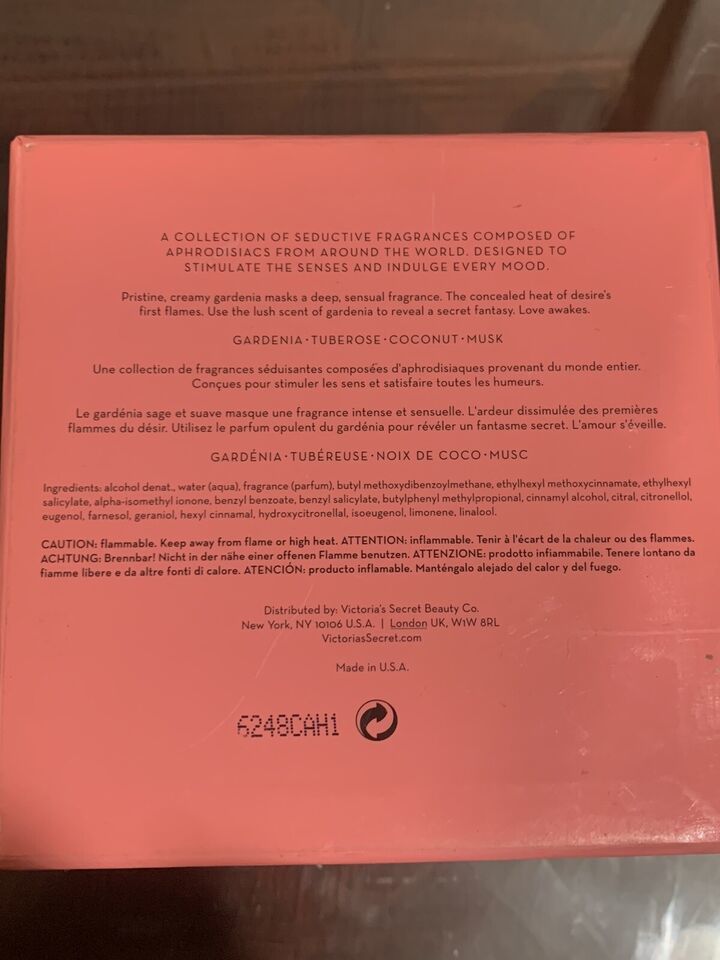 A COLLECTION OF SEDUCTIVE FRAGRANCES COMPOSED OF
APHRODISIACS FROM AROUND THE WORLD. DESIGNED TO
STIMULATE THE SENSES AND INDULGE EVERY MOOD.
Pristine, creamy gardenia masks a deep, sensual fragrance. The concealed heat of desire's
first flames. Use the lush scent of gardenia to reveal a secret fantasy. Love awakes.
GARDENIA · TUBEROSE · COCONUT · MUSK
Une collection de fragrances séduisantes composées d'aphrodisiaques provenant du monde entier.
Conçues pour stimuler les sens et satisfaire toutes les humeurs.
Le gardénia sage et suave masque une fragrance intense et sensuelle. L'ardeur dissimulée des premières
flammes du désir. Utilisez le parfum opulent du gardénia pour révéler un fantasme secret. L'amour s'éveille.
GARDÉNIA · TUBÉREUSE · NOIX DE COCO · MUSC
Ingredients: alcohol denat., water (aqua), fragrance (parfum), butyl methoxydibenzoylmethane, ethylhexyl methoxycinnamate, ethylhexyl
salicylate, alpha-isomethyl ionone, benzyl benzoate, benzyl salicylate, butylphenyl methylpropional, cinnamyl alcohol, citral, citronellol,
eugenol, farnesol, geraniol, hexyl cinnamal, hydroxycitronellal, isoeugenol, limonene, linalool.
CAUTION: flammable. Keep away from flame or high heat. ATTENTION: inflammable. Tenir à l'écart de la chaleur ou des flammes.
ACHTUNG: Brennbar! Nicht in der nähe einer offenen Flamme benutzen. ATTENZIONE: prodotto infiammabile. Tenere lontano da
fiamme libere e da altre fonti di calore. ATENCIÓN: producto inflamable. Manténgalo alejado del calor y del fuego.
Distributed by: Victoria's Secret Beauty Co.
New York, NY 10106 U.S.A. | London UK, W1W 8RL
VictoriasSecret.com
Made in U.S.A.
6248CAH1